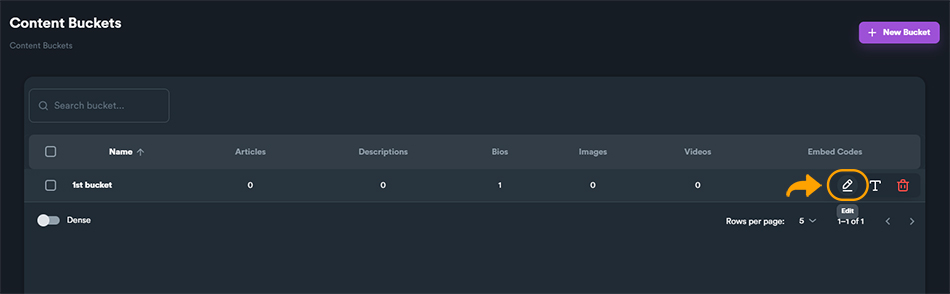 Content Buckets
Content Buckets
New Bucket
Search bucket...
Name Articles Descriptions Bios Images Videos Embed Codes
1st bucket 0 0 1 0 0
Edit
Dense Rows per page: 5 1–1 of 1